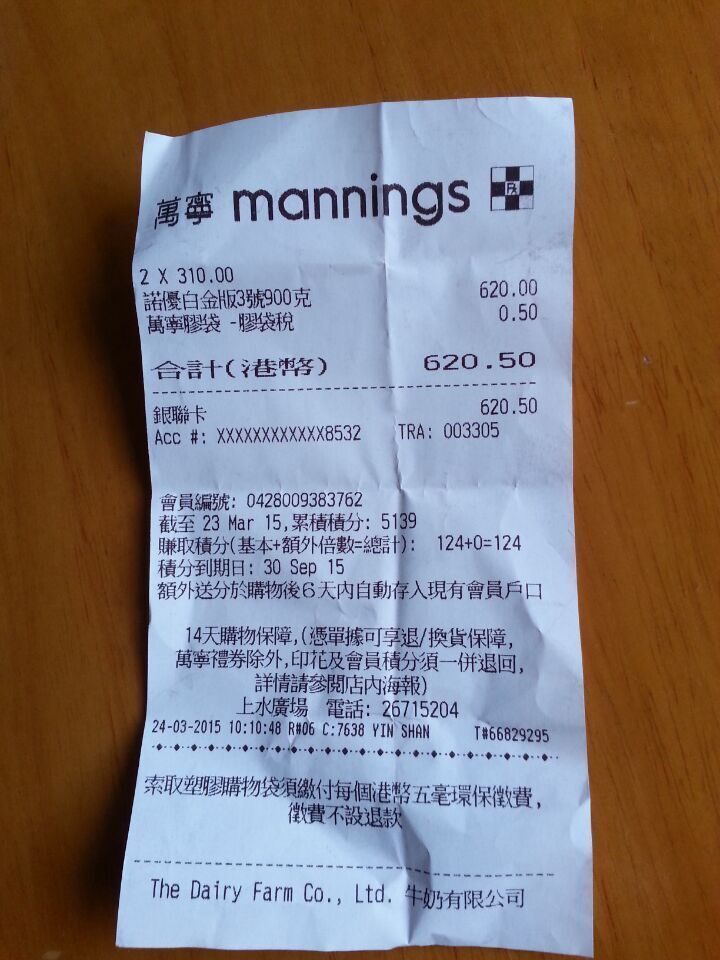 萬寧 mannings
2 X 310.00
諾優白金版3號900克 620.00
萬寧膠袋 -膠袋稅 0.50
合計(港幣) 620.50
銀聯卡 620.50
Acc #: XXXXXXXXXXXX8532 TRA: 003305
會員編號: 0428009383762
截至 23 Mar 15,累積積分: 5139
賺取積分(基本+額外倍數=總計): 124+0=124
積分到期日: 30 Sep 15
額外送分於購物後6天內自動存入現有會員戶口
14天購物保障,(憑單據可享退/換貨保障,
萬寧禮券除外,印花及會員積分須一併退回,
詳情請參閱店內海報)
上水廣場 電話: 26715204
24-03-2015 10:10:48 R#06 C:7638 YIN SHAN T#66829295
索取塑膠購物袋須繳付每個港幣五毫環保徵費,
徵費不設退款
The Dairy Farm Co., Ltd. 牛奶有限公司